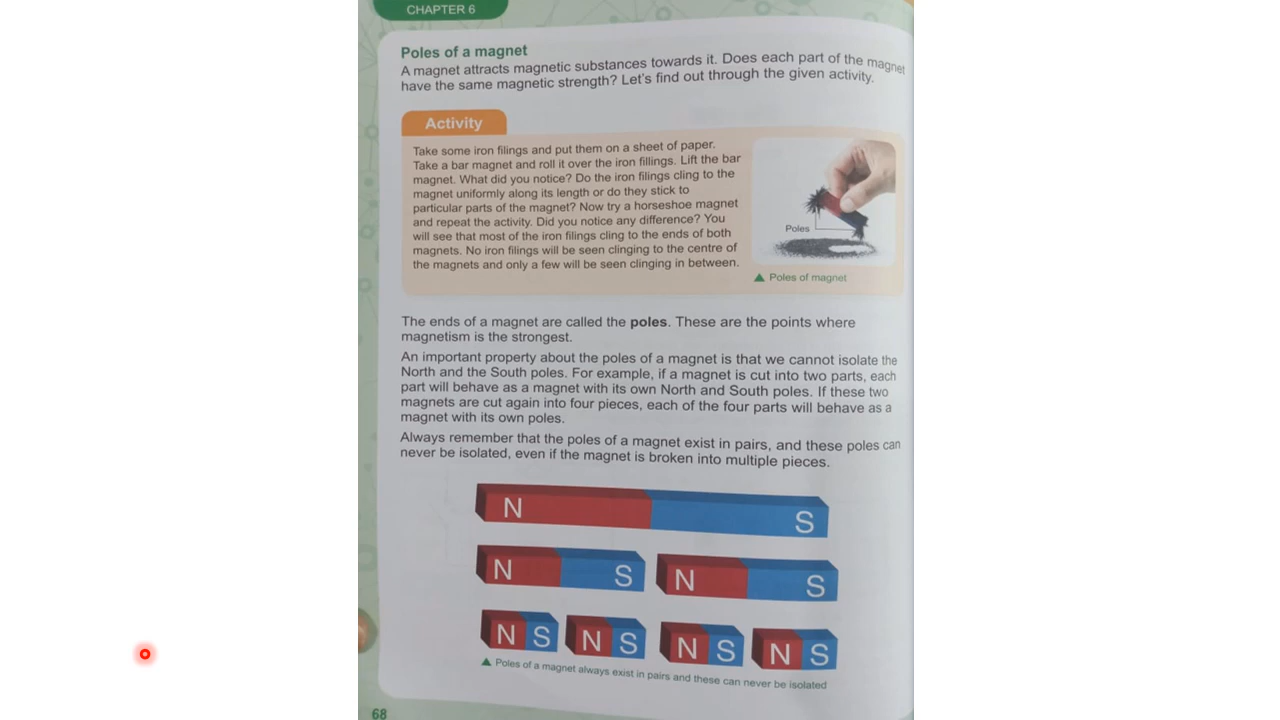 CHAPTER 6
Poles of a magnet
A magnet attracts magnetic substances towards it. Does each part of the magnet
have the same magnetic strength? Let's find out through the given activity.
Activity
Take some iron filings and put them on a sheet of paper.
Take a bar magnet and roll it over the iron fillings. Lift the bar
magnet. What did you notice? Do the iron filings cling to the
magnet uniformly along its length or do they stick to
particular parts of the magnet? Now try a horseshoe magnet
and repeat the activity. Did you notice any difference? You
will see that most of the iron filings cling to the ends of both
magnets. No iron filings will be seen clinging to the centre of
the magnets and only a few will be seen clinging in between.
Poles
▲ Poles of magnet
The ends of a magnet are called the poles. These are the points where
magnetism is the strongest.
An important property about the poles of a magnet is that we cannot isolate the
North and the South poles. For example, if a magnet is cut into two parts, each
part will behave as a magnet with its own North and South poles. If these two
magnets are cut again into four pieces, each of the four parts will behave as a
magnet with its own poles.
Always remember that the poles of a magnet exist in pairs, and these poles can
never be isolated, even if the magnet is broken into multiple pieces.
N S
N S N S
N S N S N S N S
▲ Poles of a magnet always exist in pairs and these can never be isolated
68